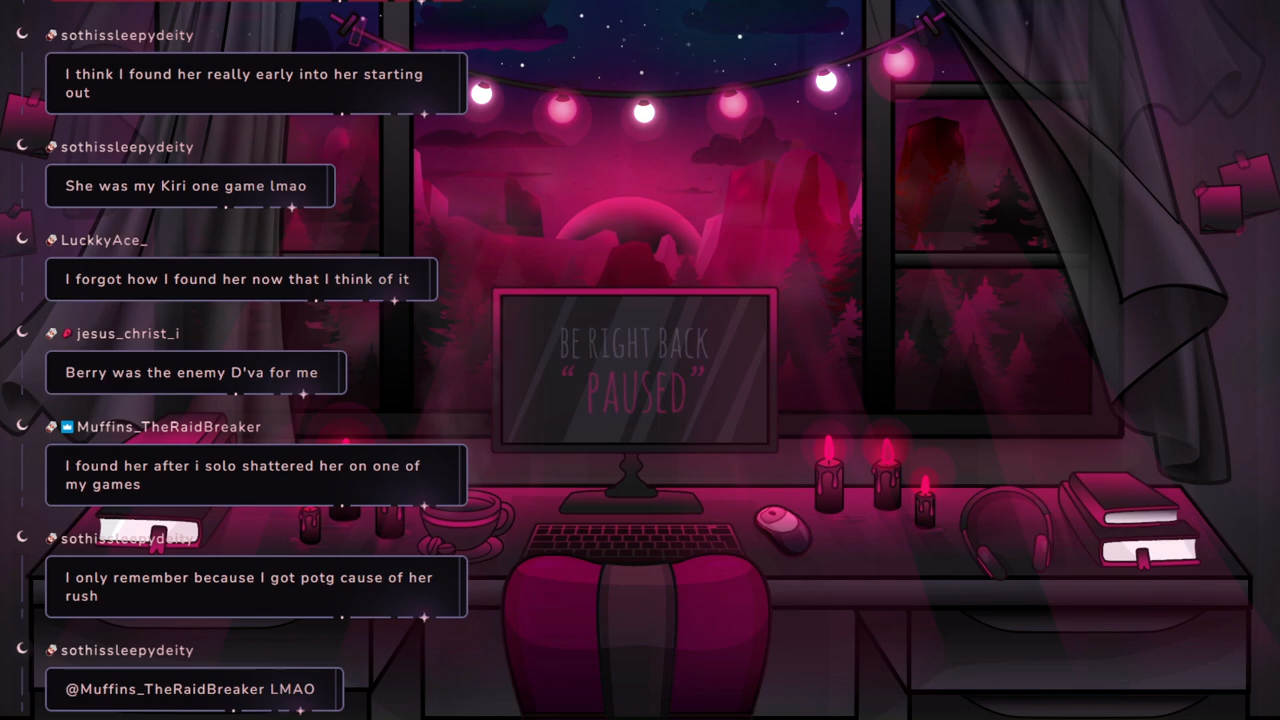 sothissleepydeity
I think I found her really early into her starting
out
sothissleepydeity
She was my Kiri one game lmao
LuckkyAce_
I forgot how I found her now that I think of it
jesus_christ_i
Berry was the enemy D'va for me
Muffins_TheRaidBreaker
I found her after i solo shattered her on one of
my games
sothissleepydeity
I only remember because I got potg cause of her
rush
sothissleepydeity
@Muffins_TheRaidBreaker LMAO
BE RIGHT BACK
“ PAUSED”